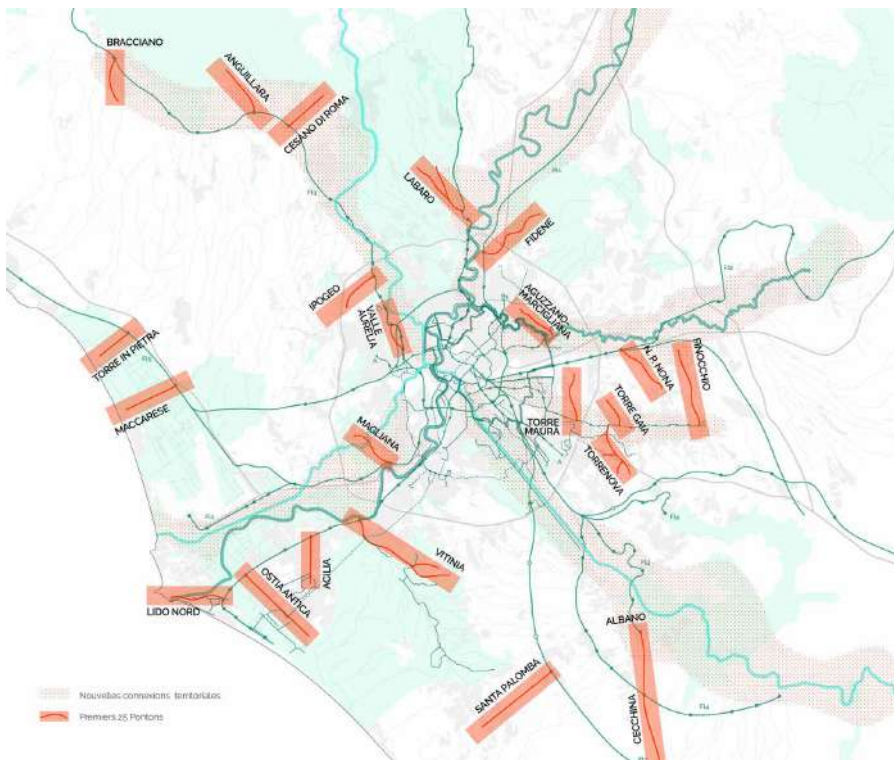 BRACCIANO
ANGUILLARA
CESANO DI ROMA
LABARO
FIDENE
IPOGEO
VALLE
AURELIA
AGUZZANO
MARCIGLIANA
TORRE IN PIETRA
MACCARESE
N. P. NONA
FINOCCHIO
TORRE
MAURA
TORRE GAIA
TORRENOVA
MAGLIANA
VITINIA
ACILIA
OSTIA ANTICA
LIDO NORD
ALBANO
SANTA PALOMBA
CECCHINA
Nouvelles connexions territoriales
Premiers 25 Pontons